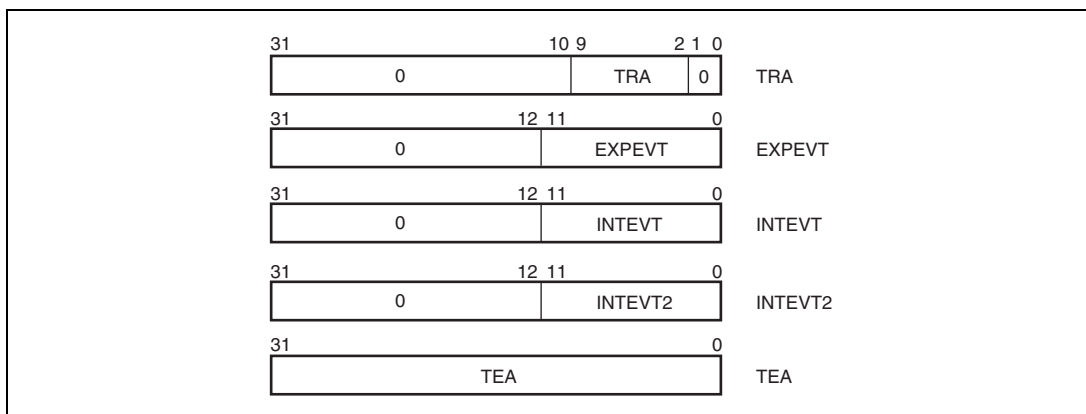 31 10 9 2 1 0
0 TRA 0 TRA
31 12 11 0
0 EXPEVT EXPEVT
31 12 11 0
0 INTEVT INTEVT
31 12 11 0
0 INTEVT2 INTEVT2
31 0
TEA TEA